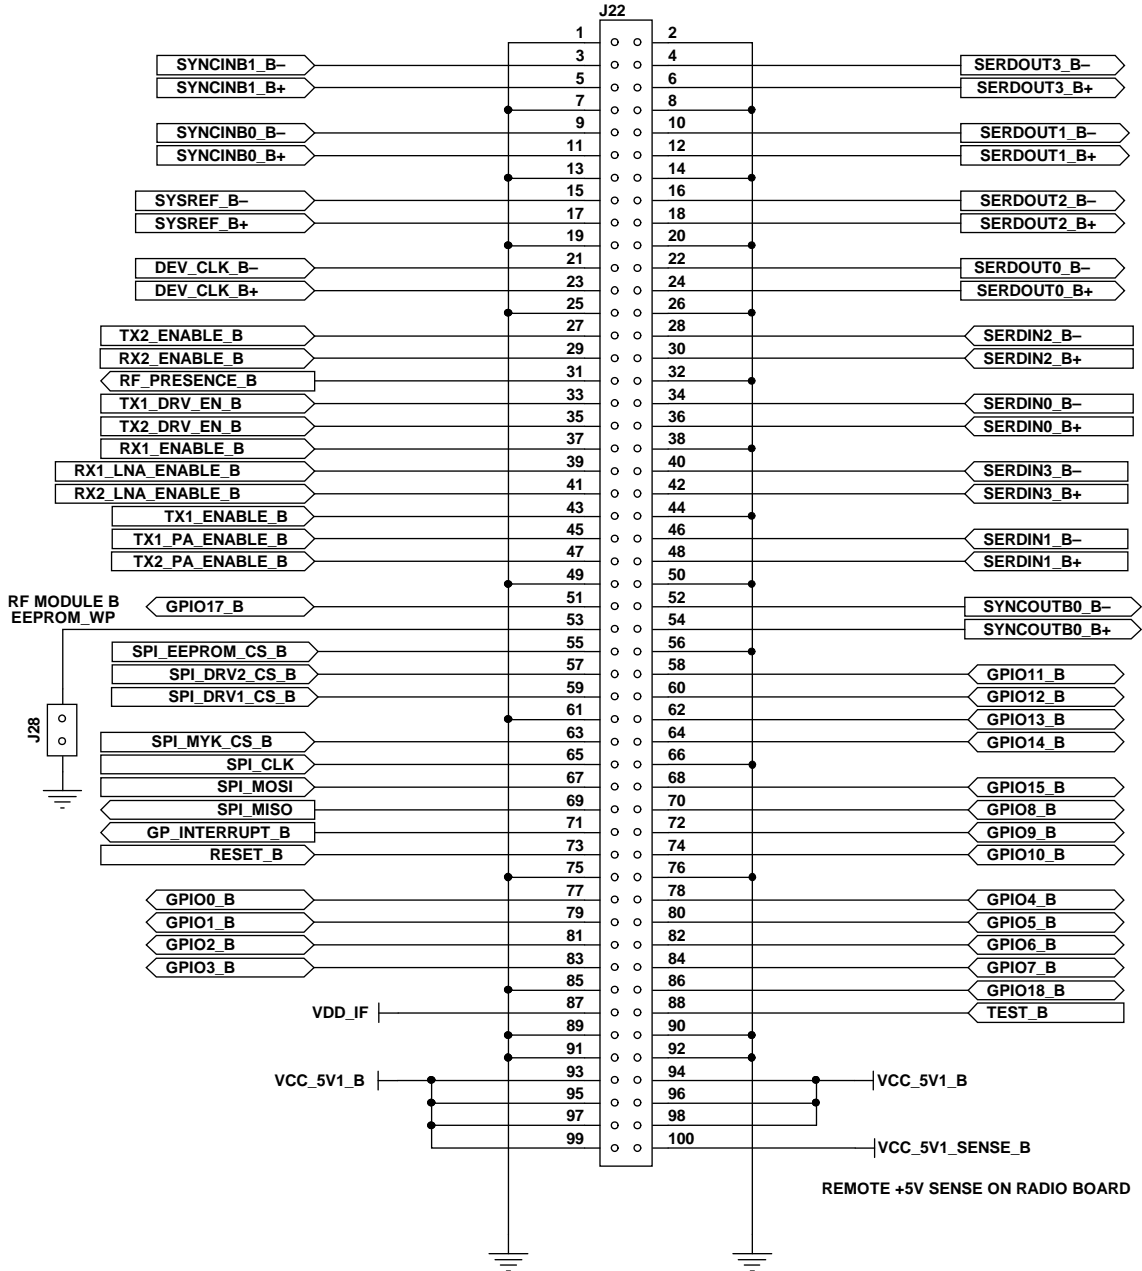 J22
1 2
SYNCINB1_B– 3 4 SERDOUT3_B–
SYNCINB1_B+ 5 6 SERDOUT3_B+
7 8
SYNCINB0_B– 9 10 SERDOUT1_B–
SYNCINB0_B+ 11 12 SERDOUT1_B+
13 14
SYSREF_B– 15 16 SERDOUT2_B–
SYSREF_B+ 17 18 SERDOUT2_B+
19 20
DEV_CLK_B– 21 22 SERDOUT0_B–
DEV_CLK_B+ 23 24 SERDOUT0_B+
25 26
TX2_ENABLE_B 27 28 SERDIN2_B–
RX2_ENABLE_B 29 30 SERDIN2_B+
RF_PRESENCE_B 31 32
TX1_DRV_EN_B 33 34 SERDIN0_B–
TX2_DRV_EN_B 35 36 SERDIN0_B+
RX1_ENABLE_B 37 38
RX1_LNA_ENABLE_B 39 40 SERDIN3_B–
RX2_LNA_ENABLE_B 41 42 SERDIN3_B+
TX1_ENABLE_B 43 44
TX1_PA_ENABLE_B 45 46 SERDIN1_B–
TX2_PA_ENABLE_B 47 48 SERDIN1_B+
49 50
RF MODULE B
EEPROM_WP
GPIO17_B 51 52 SYNCOUTB0_B–
53 54 SYNCOUTB0_B+
SPI_EEPROM_CS_B 55 56
SPI_DRV2_CS_B 57 58 GPIO11_B
SPI_DRV1_CS_B 59 60 GPIO12_B
J28
61 62 GPIO13_B
SPI_MYK_CS_B 63 64 GPIO14_B
SPI_CLK 65 66
SPI_MOSI 67 68 GPIO15_B
SPI_MISO 69 70 GPIO8_B
GP_INTERRUPT_B 71 72 GPIO9_B
RESET_B 73 74 GPIO10_B
75 76
GPIO0_B 77 78 GPIO4_B
GPIO1_B 79 80 GPIO5_B
GPIO2_B 81 82 GPIO6_B
GPIO3_B 83 84 GPIO7_B
85 86 GPIO18_B
VDD_IF 87 88 TEST_B
89 90
91 92
VCC_5V1_B 93 94 VCC_5V1_B
95 96
97 98
99 100 VCC_5V1_SENSE_B
REMOTE +5V SENSE ON RADIO BOARD